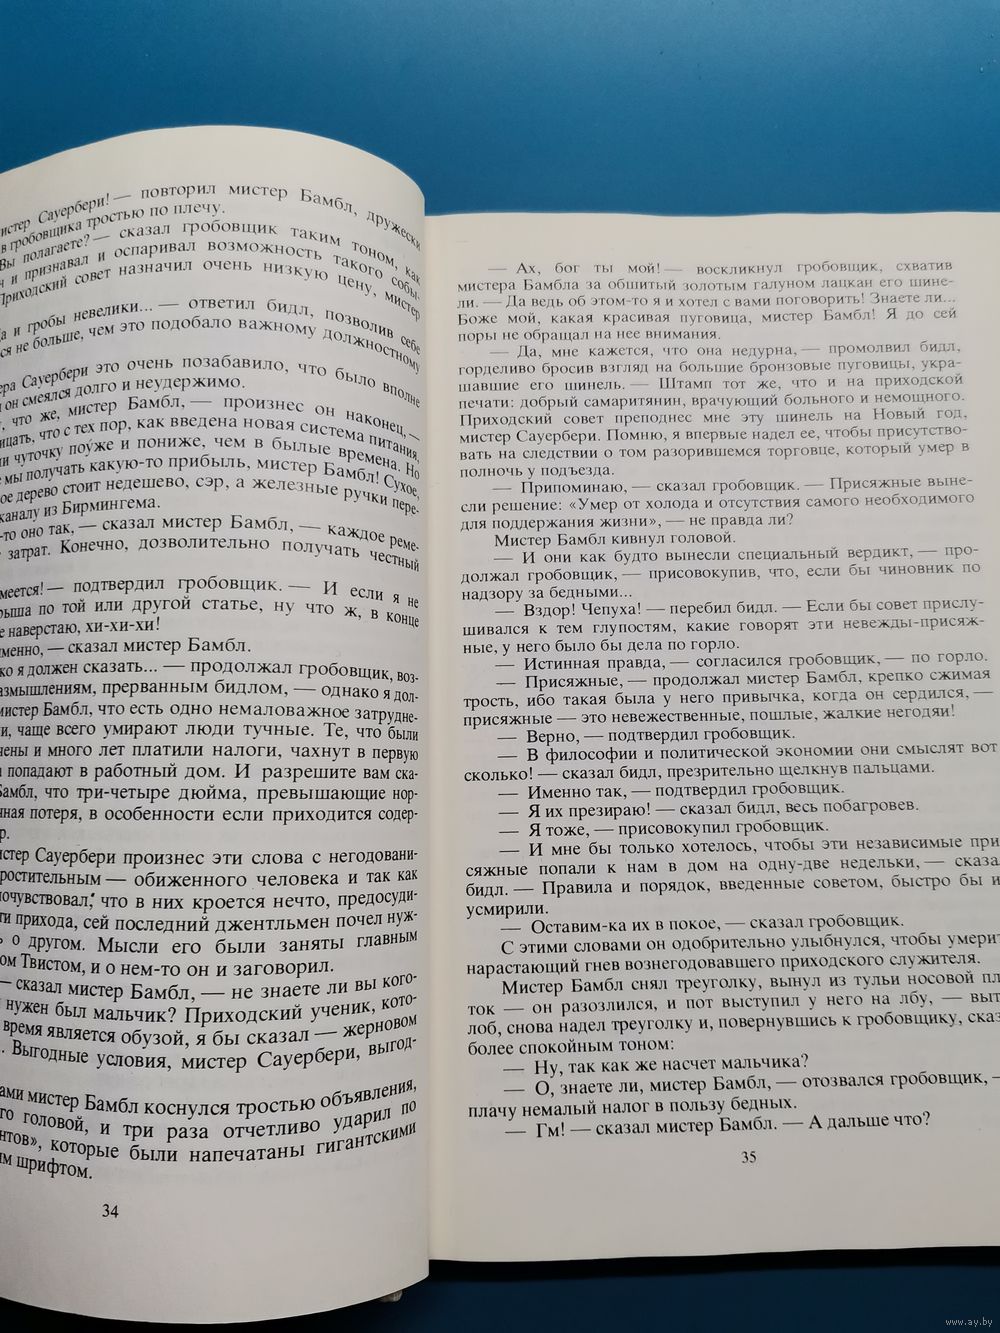 мистер Сауербери! — повторил мистер Бамбл, дружески
в гробовщика тростью по плечу.
Вы полагаете? — сказал гробовщик таким тоном, как
и признавал и оспаривал возможность такого собы-
Приходский совет назначил очень низкую цену, мистер
и гробы невелики... — ответил бидл, позволив себе
не больше, чем это подобало важному должностному
Сауербери это очень позабавило, что было вполне
он смеялся долго и неудержимо.
что же, мистер Бамбл, — произнес он наконец, —
что с тех пор, как введена новая система питания,
чуточку поуже и пониже, чем в былые времена. Но
мы получать какую-то прибыль, мистер Бамбл! Сухое,
дерево стоит недешево, сэр, а железные ручки пере-
каналу из Бирмингема.
оно так, — сказал мистер Бамбл, — каждое реме-
затрат. Конечно, дозволительно получать честный
меется! — подтвердил гробовщик. — И если я не
рыша по той или другой статье, ну что ж, в конце
наверстаю, хи-хи-хи!
менно, — сказал мистер Бамбл.
ко я должен сказать... — продолжал гробовщик, воз-
азмышлениям, прерванным бидлом, — однако я дол-
мистер Бамбл, что есть одно немаловажное затрудне-
и, чаще всего умирают люди тучные. Те, что были
чены и много лет платили налоги, чахнут в первую
попадают в работный дом. И разрешите вам ска-
Бамбл, что три-четыре дюйма, превышающие нор-
чная потеря, в особенности если приходится содер-
р.
истер Сауербери произнес эти слова с негодовани-
ростительным — обиженного человека и так как
почувствовал, что в них кроется нечто, предосуди-
ти прихода, сей последний джентльмен почел нуж-
о другом. Мысли его были заняты главным
ом Твистом, и о нем-то он и заговорил.
— сказал мистер Бамбл, — не знаете ли вы кого-
нужен был мальчик? Приходский ученик, кото-
время является обузой, я бы сказал — жерновом
.. Выгодные условия, мистер Сауербери, выгод-
ами мистер Бамбл коснулся тростью объявления,
го головой, и три раза отчетливо ударил по
нтов», которые были напечатаны гигантскими
ым шрифтом.
34
— Ах, бог ты мой! — воскликнул гробовщик, схватив
мистера Бамбла за обшитый золотым галуном лацкан его шине-
ли. — Да ведь об этом-то я и хотел с вами поговорить! Знаете ли...
Боже мой, какая красивая пуговица, мистер Бамбл! Я до сей
поры не обращал на нее внимания.
— Да, мне кажется, что она недурна, — промолвил бидл,
горделиво бросив взгляд на большие бронзовые пуговицы, укра-
шавшие его шинель. — Штамп тот же, что и на приходской
печати: добрый самаритянин, врачующий больного и немощного.
Приходский совет преподнес мне эту шинель на Новый год,
мистер Сауербери. Помню, я впервые надел ее, чтобы присутство-
вать на следствии о том разорившемся торговце, который умер в
полночь у подъезда.
— Припоминаю, — сказал гробовщик. — Присяжные выне-
сли решение: «Умер от холода и отсутствия самого необходимого
для поддержания жизни», — не правда ли?
Мистер Бамбл кивнул головой.
— И они как будто вынесли специальный вердикт, — про-
должал гробовщик, — присовокупив, что, если бы чиновник по
надзору за бедными...
— Вздор! Чепуха! — перебил бидл. — Если бы совет прислу-
шивался к тем глупостям, какие говорят эти невежды-присяж-
ные, у него было бы дела по горло.
— Истинная правда, — согласился гробовщик, — по горло.
— Присяжные, — продолжал мистер Бамбл, крепко сжимая
трость, ибо такая была у него привычка, когда он сердился, —
присяжные — это невежественные, пошлые, жалкие негодяи!
— Верно, — подтвердил гробовщик.
— В философии и политической экономии они смыслят вот
сколько! — сказал бидл, презрительно щелкнув пальцами.
— Именно так, — подтвердил гробовщик.
— Я их презираю! — сказал бидл, весь побагровев.
— Я тоже, — присовокупил гробовщик.
— И мне бы только хотелось, чтобы эти независимые при
сяжные попали к нам в дом на одну-две недельки, — сказа
бидл. — Правила и порядок, введенные советом, быстро бы и
усмирили.
— Оставим-ка их в покое, — сказал гробовщик.
С этими словами он одобрительно улыбнулся, чтобы умерит
нарастающий гнев вознегодовавшего приходского служителя.
Мистер Бамбл снял треуголку, вынул из тульи носовой пл
ток — он разозлился, и пот выступил у него на лбу, — выт
лоб, снова надел треуголку и, повернувшись к гробовщику, сказ
более спокойным тоном:
— Ну, так как же насчет мальчика?
— О, знаете ли, мистер Бамбл, — отозвался гробовщик, —
плачу немалый налог в пользу бедных.
— Гм! — сказал мистер Бамбл. — А дальше что?
35
www.ay.by